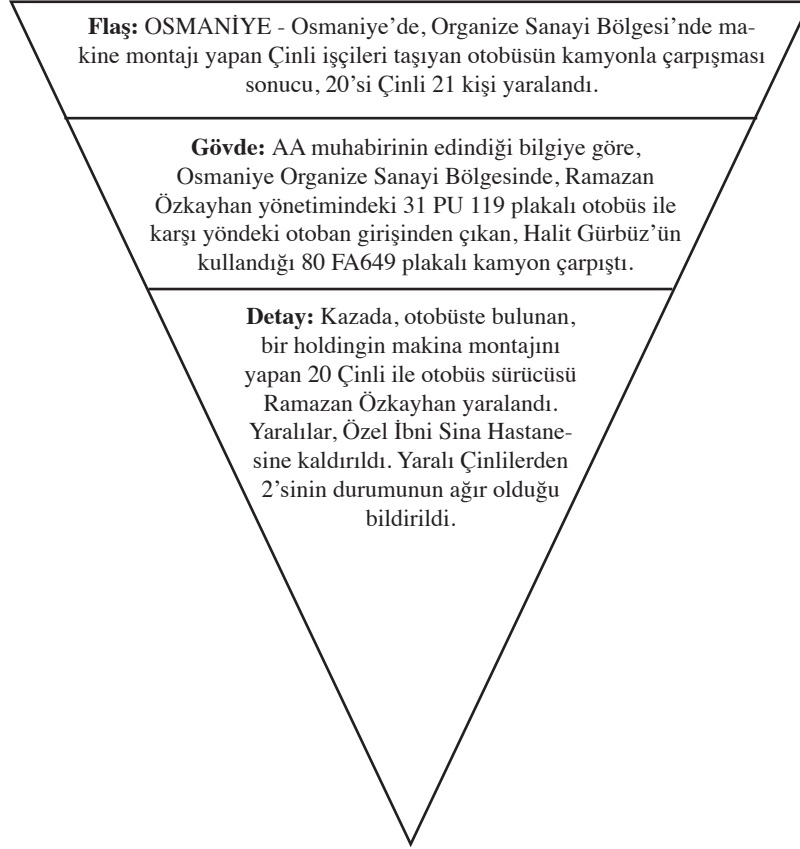 Flaş: OSMANİYE - Osmaniye’de, Organize Sanayi Bölgesi’nde ma-
kine montajı yapan Çinli işçileri taşıyan otobüsün kamyonla çarpışması
sonucu, 20’si Çinli 21 kişi yaralandı.
Gövde: AA muhabirinin edindiği bilgiye göre,
Osmaniye Organize Sanayi Bölgesinde, Ramazan
Özkayhan yönetimindeki 31 PU 119 plakalı otobüs ile
karşı yöndeki otoban girişinden çıkan, Halit Gürbüz’ün
kullandığı 80 FA649 plakalı kamyon çarpıştı.
Detay: Kazada, otobüste bulunan,
bir holdingin makina montajını
yapan 20 Çinli ile otobüs sürücüsü
Ramazan Özkayhan yaralandı.
Yaralılar, Özel İbni Sina Hastane-
sine kaldırıldı. Yaralı Çinlilerden
2’sinin durumunun ağır olduğu
bildirildi.